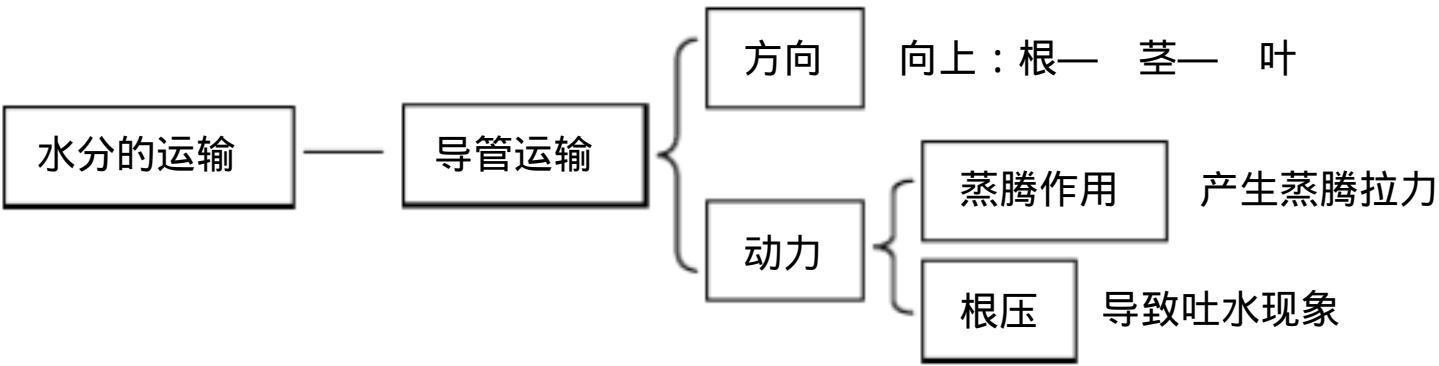 水分的运输
导管运输
方向
向上：根— 茎— 叶
动力
蒸腾作用
产生蒸腾拉力
根压
导致吐水现象